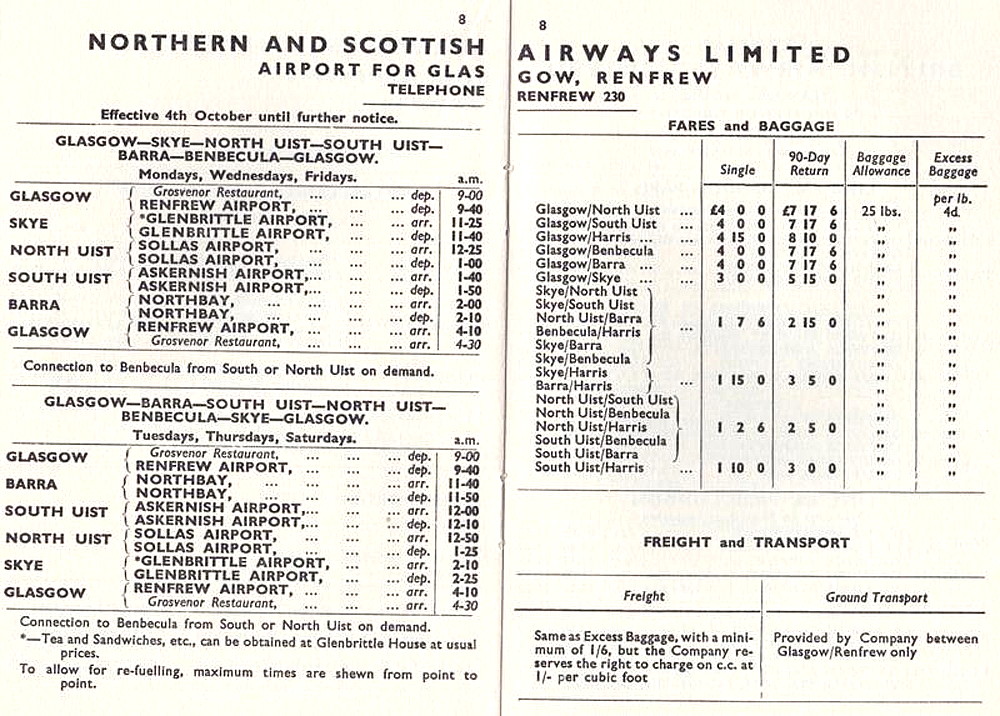 8
NORTHERN AND SCOTTISH
AIRPORT FOR GLAS
TELEPHONE
Effective 4th October until further notice.
GLASGOW—SKYE—NORTH UIST—SOUTH UIST—
BARRA—BENBECULA—GLASGOW.
Mondays, Wednesdays, Fridays. a.m.
GLASGOW Grosvenor Restaurant, ... ... ... dep. 9-00
RENFREW AIRPORT, ... ... ... dep. 9-40
SKYE *GLENBRITTLE AIRPORT, ... ... arr. 11-25
GLENBRITTLE AIRPORT, ... ... dep. 11-40
NORTH UIST SOLLAS AIRPORT, ... ... ... arr. 12-25
SOLLAS AIRPORT, ... ... ... dep. 1-00
SOUTH UIST ASKERNISH AIRPORT,... ... ... arr. 1-40
ASKERNISH AIRPORT,... ... ... dep. 1-50
BARRA NORTHBAY, ... ... ... ... arr. 2-00
NORTHBAY, ... ... ... ... dep. 2-10
GLASGOW RENFREW AIRPORT, ... ... ... arr. 4-10
Grosvenor Restaurant, ... ... ... arr. 4-30
Connection to Benbecula from South or North Uist on demand.
GLASGOW—BARRA—SOUTH UIST—NORTH UIST—
BENBECULA—SKYE—GLASGOW.
Tuesdays, Thursdays, Saturdays. a.m.
GLASGOW Grosvenor Restaurant, ... ... ... dep. 9-00
RENFREW AIRPORT, ... ... ... dep. 9-40
BARRA NORTHBAY, ... ... ... ... arr. 11-40
NORTHBAY, ... ... ... ... dep. 11-50
SOUTH UIST ASKERNISH AIRPORT,... ... ... arr. 12-00
ASKERNISH AIRPORT,... ... ... dep. 12-10
NORTH UIST SOLLAS AIRPORT, ... ... ... arr. 12-50
SOLLAS AIRPORT, ... ... ... dep. 1-25
SKYE *GLENBRITTLE AIRPORT, ... ... arr. 2-10
GLENBRITTLE AIRPORT, ... ... dep. 2-25
GLASGOW RENFREW AIRPORT, ... ... ... arr. 4-10
Grosvenor Restaurant, ... ... ... arr. 4-30
Connection to Benbecula from South or North Uist on demand.
*—Tea and Sandwiches, etc., can be obtained at Glenbrittle House at usual
prices.
To allow for re-fuelling, maximum times are shewn from point to
point.
8
AIRWAYS LIMITED
GOW, RENFREW
RENFREW 230
FARES and BAGGAGE
Single 90-Day Return Baggage Allowance Excess Baggage
per lb.
Glasgow/North Uist ... £4 0 0 £7 17 6 25 lbs. 4d.
Glasgow/South Uist ... 4 0 0 7 17 6 ,, ,,
Glasgow/Harris ... ... 4 15 0 8 10 0 ,, ,,
Glasgow/Benbecula ... 4 0 0 7 17 6 ,, ,,
Glasgow/Barra ... ... 4 0 0 7 17 6 ,, ,,
Glasgow/Skye ... ... 3 0 0 5 15 0 ,, ,,
Skye/North Uist ,, ,,
Skye/South Uist ,, ,,
North Uist/Barra ... 1 7 6 2 15 0 ,, ,,
Benbecula/Harris ,, ,,
Skye/Barra ,, ,,
Skye/Benbecula ,, ,,
Skye/Harris ... 1 15 0 3 5 0 ,, ,,
Barra/Harris ,, ,,
North Uist/South Uist ,, ,,
North Uist/Benbecula ,, ,,
North Uist/Harris ... 1 2 6 2 5 0 ,, ,,
South Uist/Benbecula ,, ,,
South Uist/Barra ,, ,,
South Uist/Harris ... 1 10 0 3 0 0 ,, ,,
FREIGHT and TRANSPORT
Freight Ground Transport
Same as Excess Baggage, with a mini-
mum of 1/6, but the Company re-
serves the right to charge on c.c. at
1/- per cubic foot
Provided by Company between
Glasgow/Renfrew only